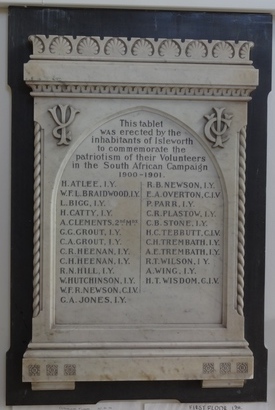 This tablet
was erected by the
inhabitants of Isleworth
to commemorate the
patriotism of their Volunteers
in the South African Campaign
1900-1901.
H. ATLEE, I.Y.
W.F.L. BRAIDWOOD, I.Y.
L. BIGG, I.Y.
H. CATTY, I.Y.
A. CLEMENTS, 2ND
G.C. GROUT, I.Y.
C.A. GROUT, I.Y.
C.R. HEENAN, I.Y.
C.H. HEENAN, I.Y.
R.N. HILL, I.Y.
W. HUTCHINSON, I.Y.
W.F.R. NEWSON, C.I.V.
G.A. JONES, I.Y.
R.B. NEWSON, I.Y.
E.A. OVERTON, C.I.V.
P. PARR, I.Y.
C.R. PLASTOW, I.Y.
C.B. STONE, I.Y.
H.C. TEBBUTT, C.I.V.
C.H. TREMBATH, I.Y.
A.E. TREMBATH, I.Y.
R.T. WILSON, I.Y.
A. WING, I.Y.
H.T. WISDOM, C.I.V.